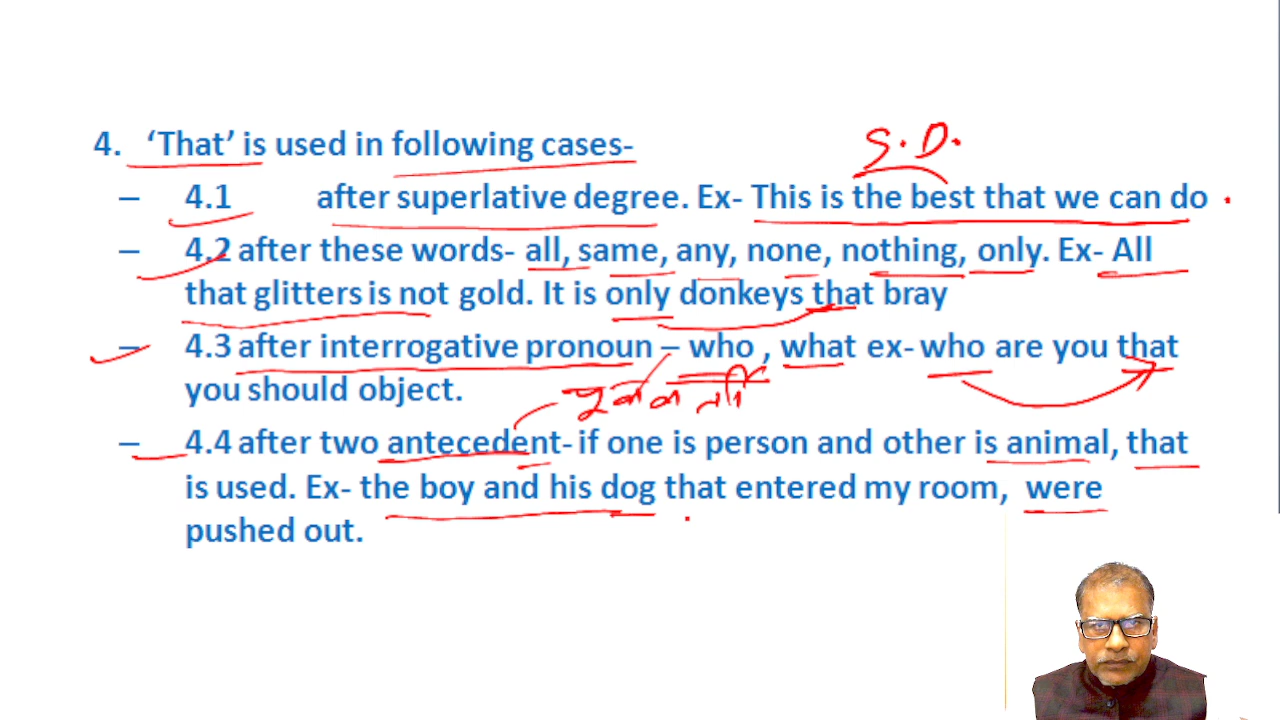 S.D.
4. ‘That’ is used in following cases-
– 4.1 after superlative degree. Ex- This is the best that we can do
– 4.2 after these words- all, same, any, none, nothing, only. Ex- All
that glitters is not gold. It is only donkeys that bray
– 4.3 after interrogative pronoun – who , what ex- who are you that
you should object.
– 4.4 after two antecedent- if one is person and other is animal, that
is used. Ex- the boy and his dog that entered my room, were
pushed out.